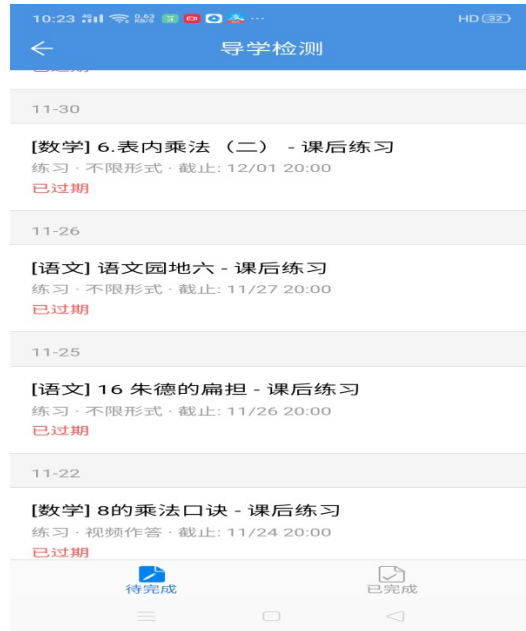 10:23 HD 32
导学检测
已过期
11-30
[数学] 6.表内乘法（二） - 课后练习
练习 · 不限形式 · 截止: 12/01 20:00
已过期
11-26
[语文] 语文园地六 - 课后练习
练习 · 不限形式 · 截止: 11/27 20:00
已过期
11-25
[语文] 16 朱德的扁担 - 课后练习
练习 · 不限形式 · 截止: 11/26 20:00
已过期
11-22
[数学] 8的乘法口诀 - 课后练习
练习 · 视频作答 · 截止: 11/24 20:00
已过期
待完成 已完成